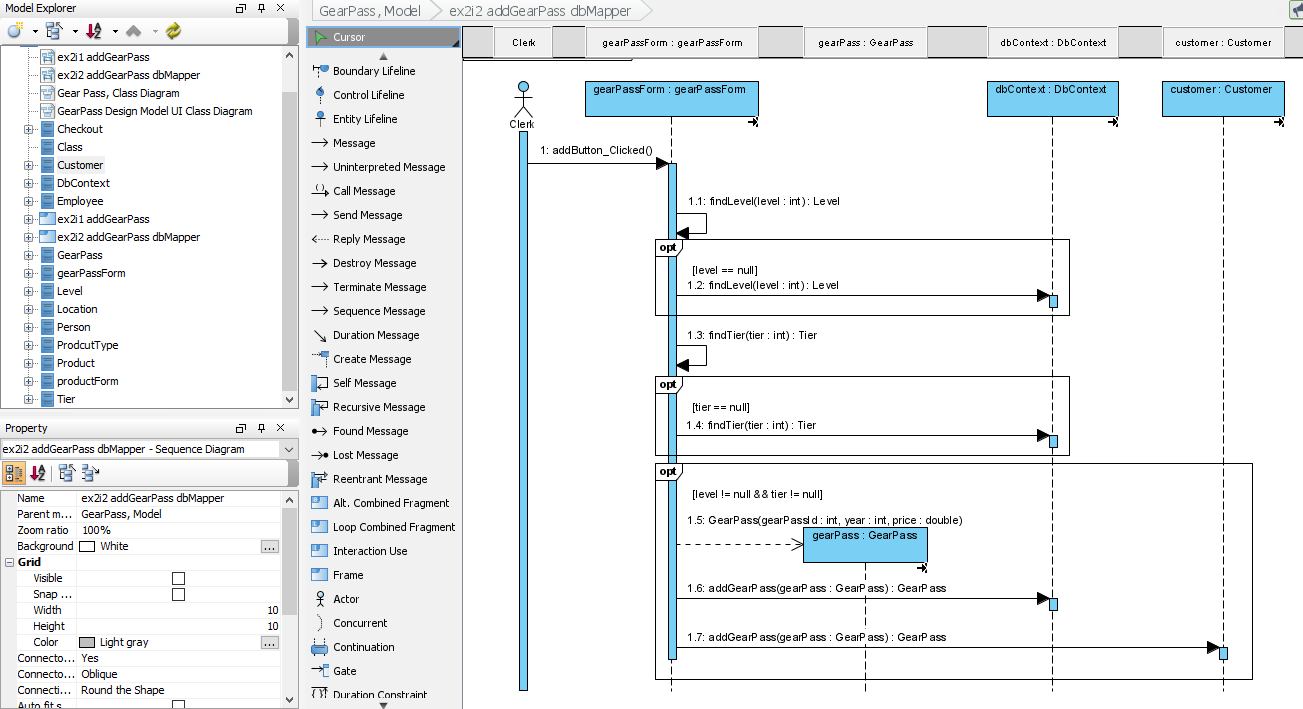 Model Explorer
ex2i1 addGearPass
ex2i2 addGearPass dbMapper
Gear Pass, Class Diagram
GearPass Design Model UI Class Diagram
Checkout
Class
Customer
DbContext
Employee
ex2i1 addGearPass
ex2i2 addGearPass dbMapper
GearPass
gearPassForm
Level
Location
Person
ProdcutType
Product
productForm
Tier
Property
ex2i2 addGearPass dbMapper - Sequence Diagram
Name ex2i2 addGearPass dbMapper
Parent m... GearPass, Model
Zoom ratio 100%
Background White ...
Grid
Visible
Snap ...
Width 10
Height 10
Color Light gray ...
Connecto... Yes
Connecto... Oblique
Connecti... Round the Shape
Auto fit s
GearPass, Model
ex2i2 addGearPass dbMapper
Cursor
Boundary Lifeline
Control Lifeline
Entity Lifeline
Message
Uninterpreted Message
Call Message
Send Message
Reply Message
Destroy Message
Terminate Message
Sequence Message
Duration Message
Create Message
Self Message
Recursive Message
Found Message
Lost Message
Reentrant Message
Alt. Combined Fragment
Loop Combined Fragment
Interaction Use
Frame
Actor
Concurrent
Continuation
Gate
Duration Constraint
Clerk
gearPassForm : gearPassForm
gearPass : GearPass
dbContext : DbContext
customer : Customer
gearPassForm : gearPassForm
dbContext : DbContext
customer : Customer
Clerk
1: addButton_Clicked()
1.1: findLevel(level : int) : Level
opt
[level == null]
1.2: findLevel(level : int) : Level
1.3: findTier(tier : int) : Tier
opt
[tier == null]
1.4: findTier(tier : int) : Tier
opt
[level != null && tier != null]
1.5: GearPass(gearPassId : int, year : int, price : double)
gearPass : GearPass
1.6: addGearPass(gearPass : GearPass) : GearPass
1.7: addGearPass(gearPass : GearPass) : GearPass